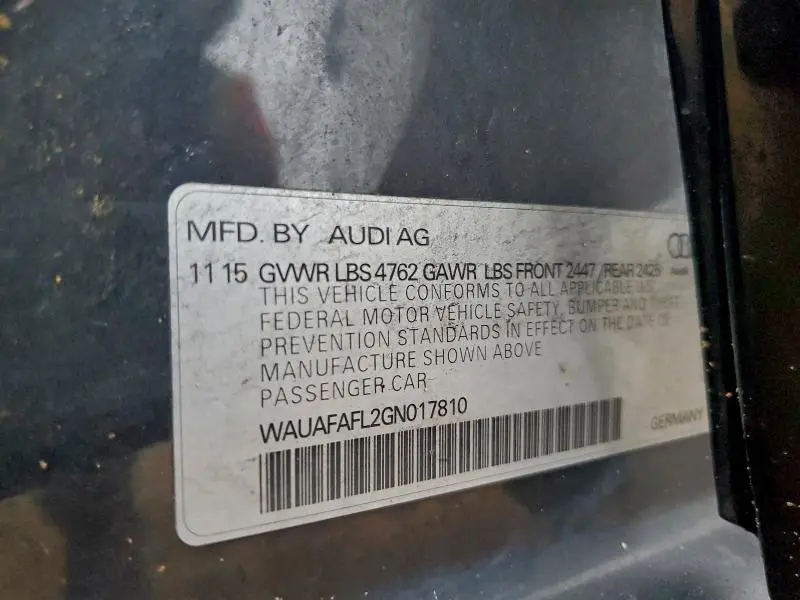 MFD. BY AUDI AG
11 15 GVWR LBS 4762 GAWR LBS FRONT 2447 /REAR 2425
THIS VEHICLE CONFORMS TO ALL APPLICABLE U.S.
FEDERAL MOTOR VEHICLE SAFETY, BUMPER AND THEFT
PREVENTION STANDARDS IN EFFECT ON THE DATE OF
MANUFACTURE SHOWN ABOVE
PASSENGER CAR
WAUAFAFL2GN017810
GERMANY
Audi